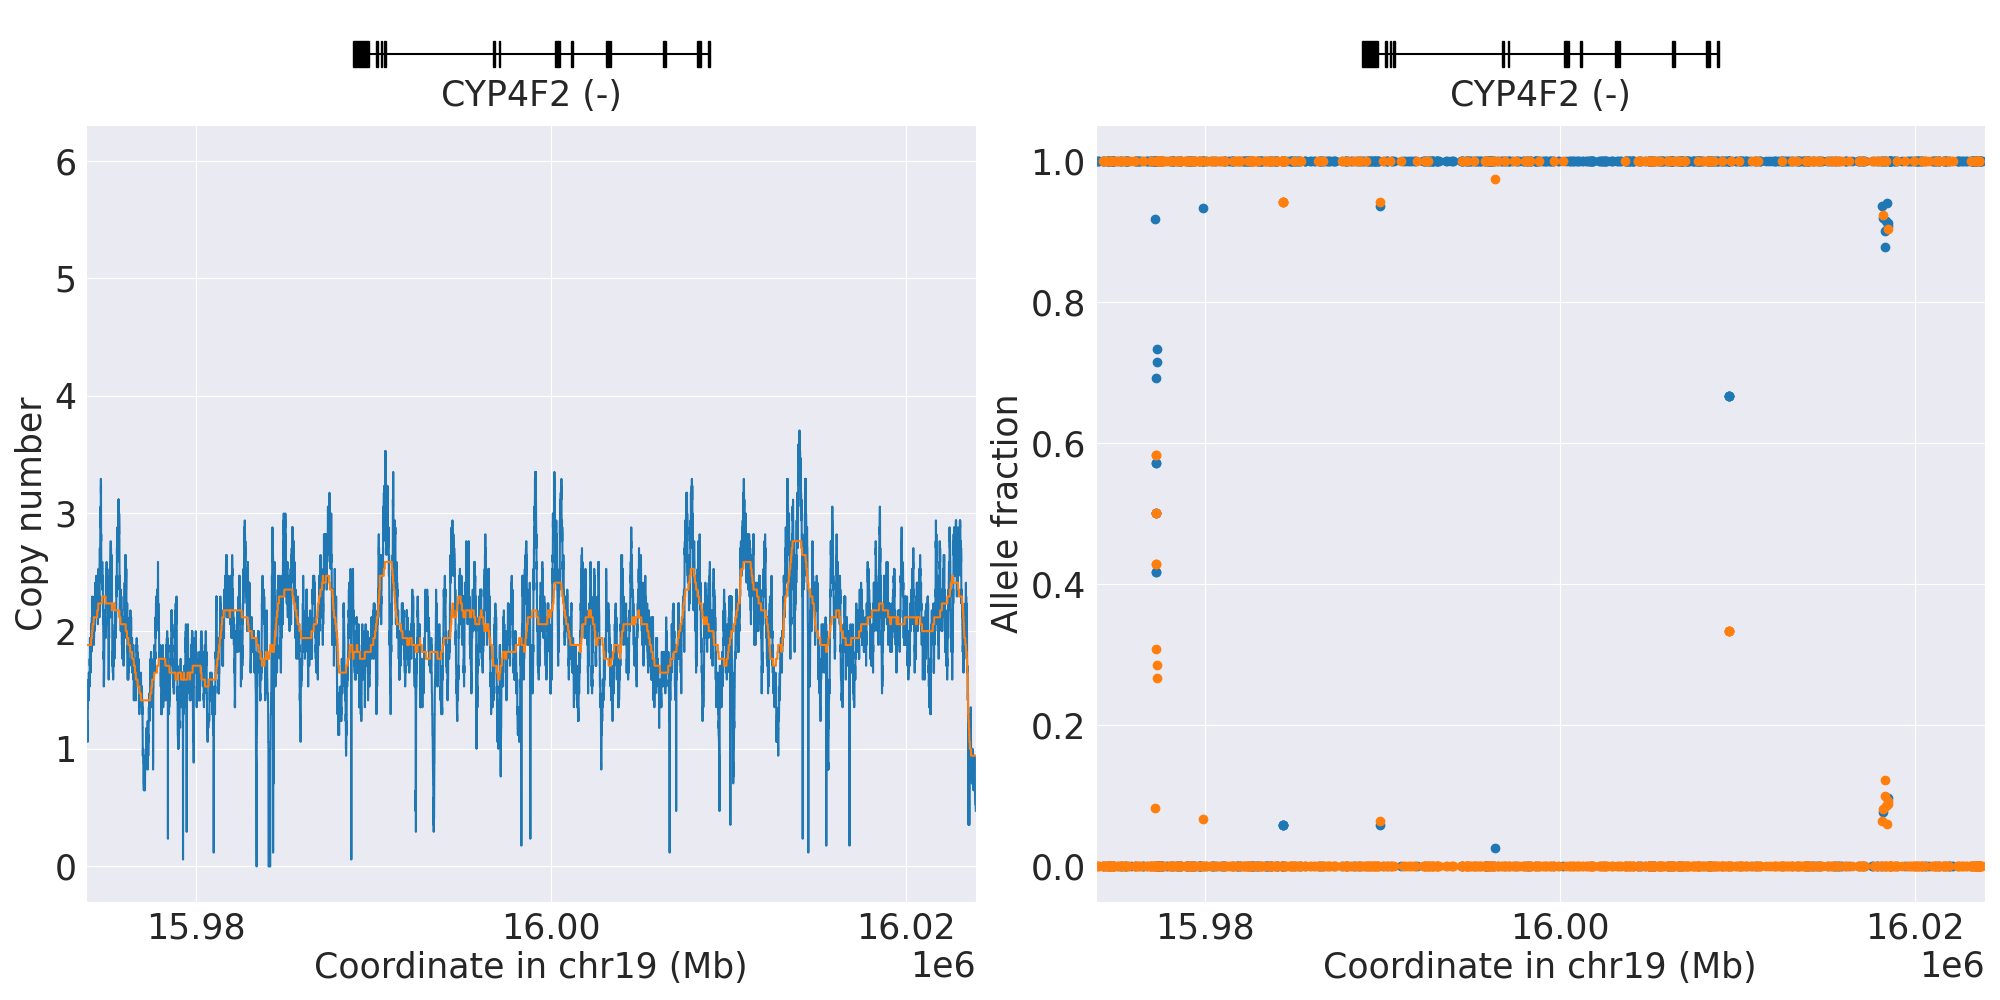 CYP4F2 (-)
6
5
4
3
2
1
0
Copy number
15.98
16.00
16.02
Coordinate in chr19 (Mb)
1e6
CYP4F2 (-)
1.0
0.8
0.6
0.4
0.2
0.0
Allele fraction
15.98
16.00
16.02
Coordinate in chr19 (Mb)
1e6